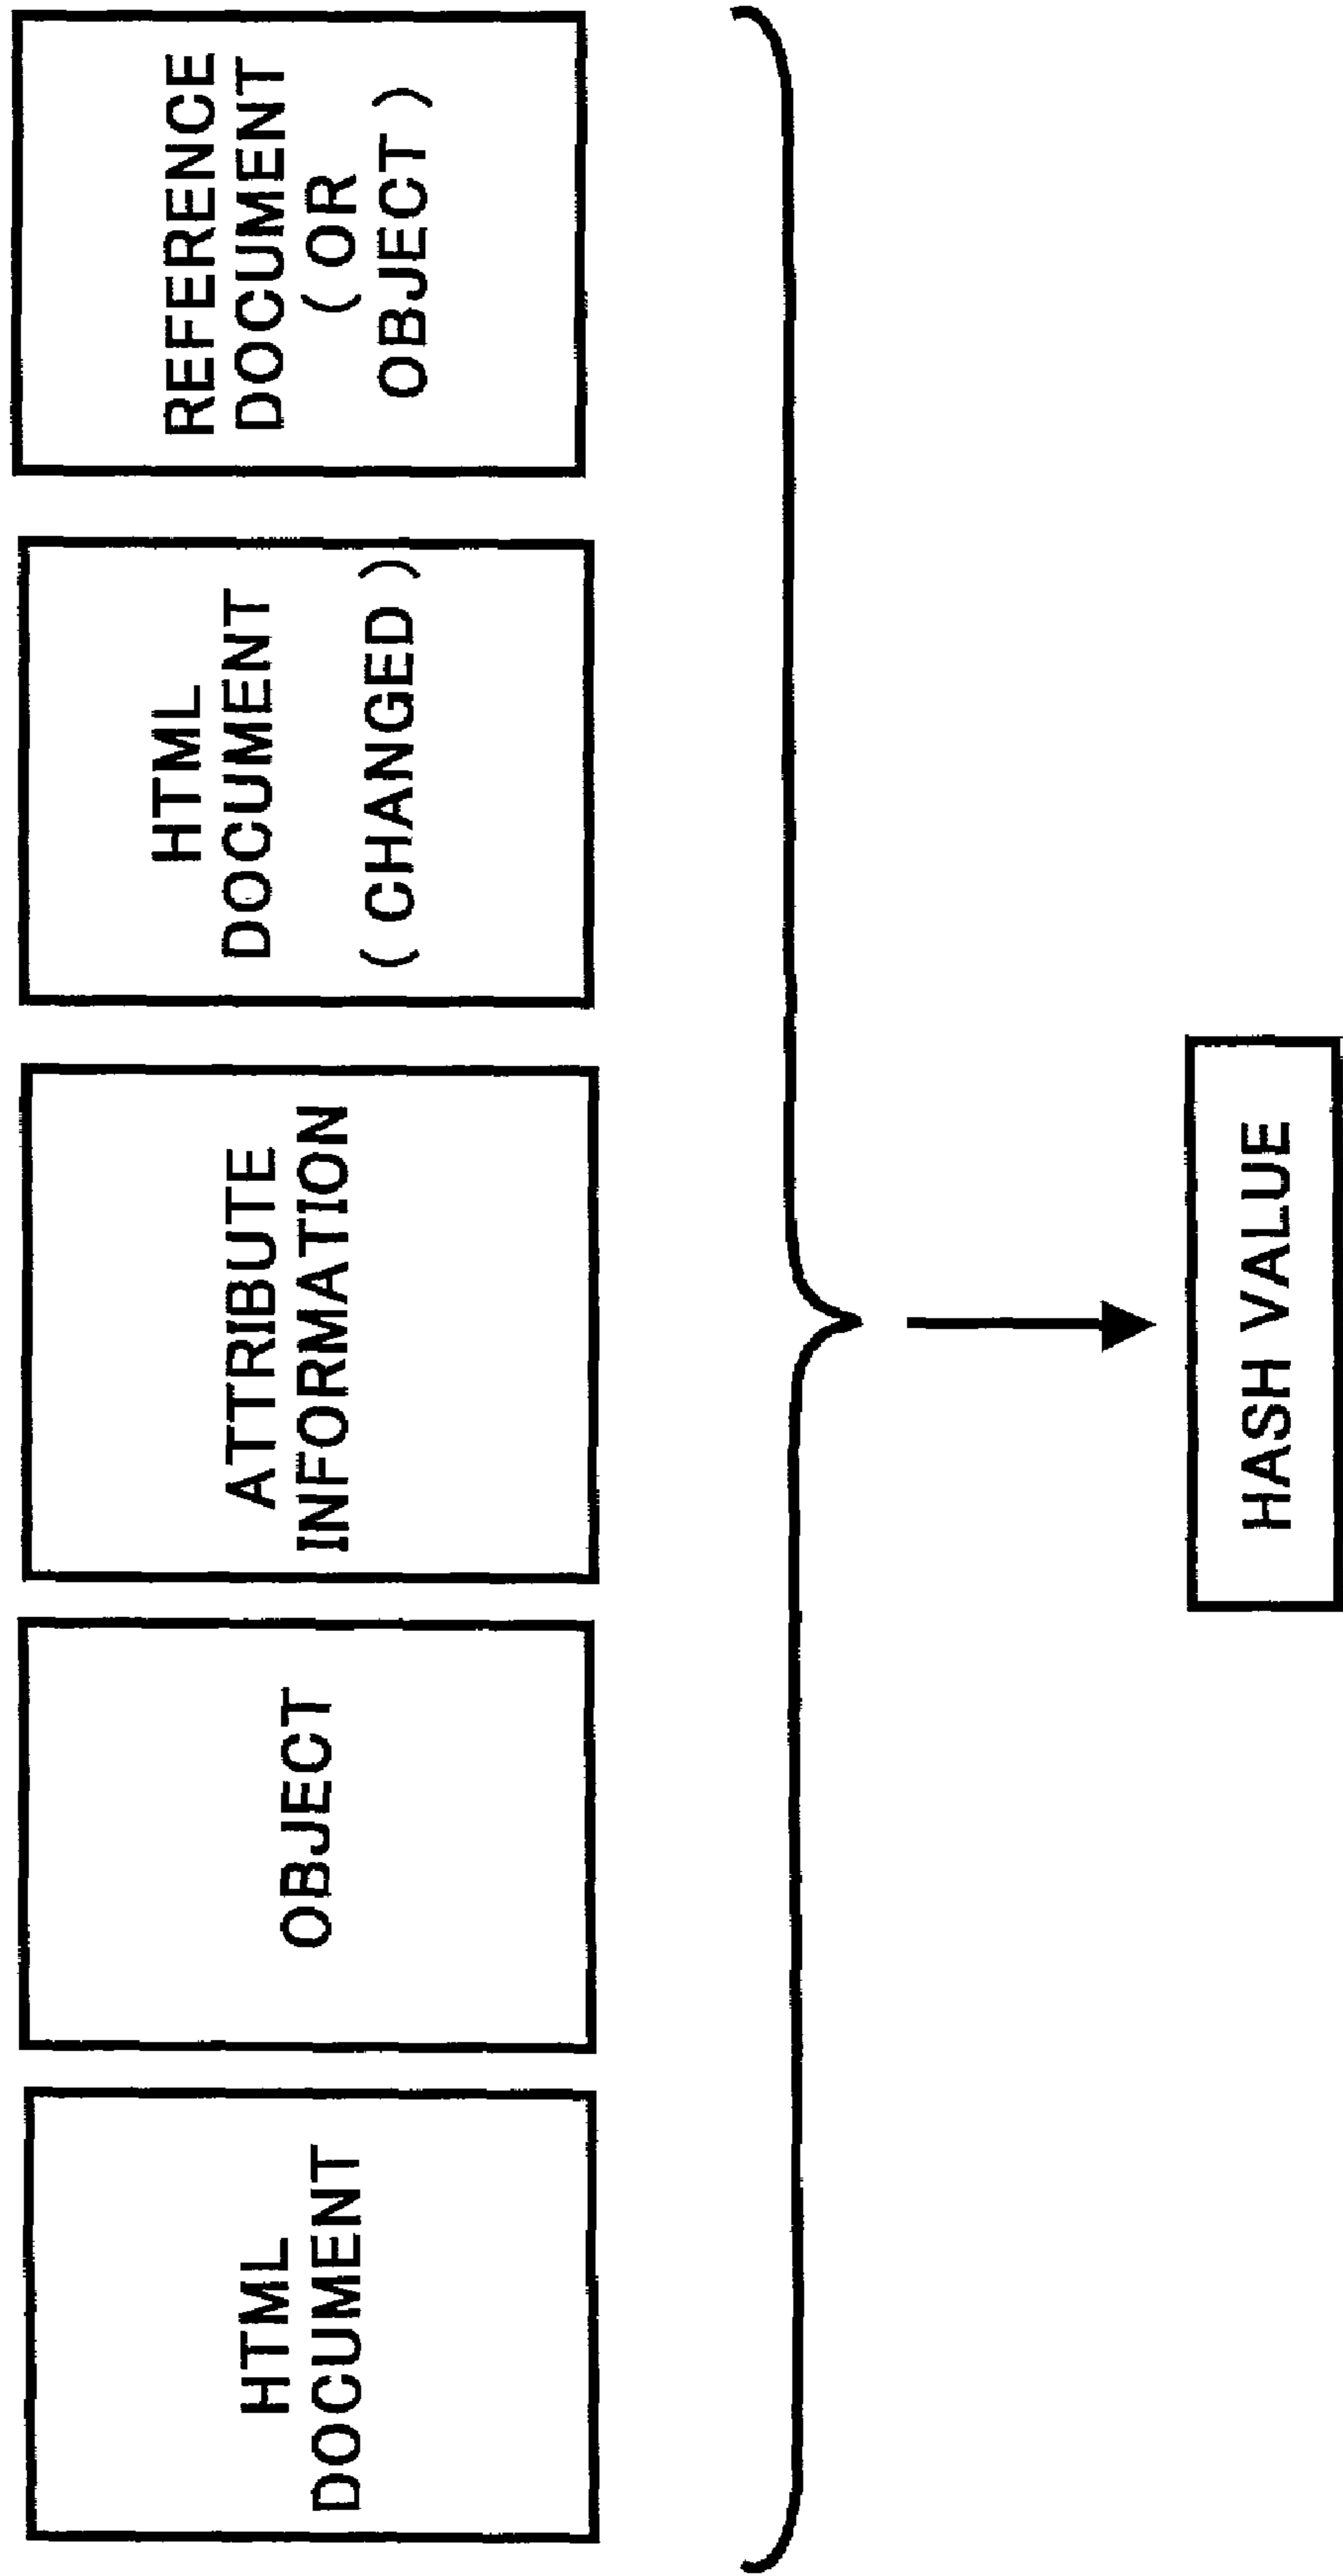 HTML
DOCUMENT
OBJECT
ATTRIBUTE
INFORMATION
HTML
DOCUMENT
( CHANGED )
REFERENCE
DOCUMENT
( OR
OBJECT )
HASH VALUE